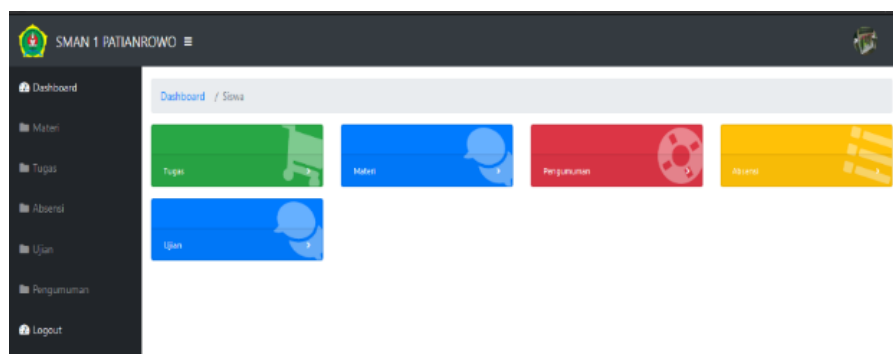 SMAN 1 PATIANROWO
Dashboard
Materi
Tugas
Absensi
Ujian
Pengumuman
Logout
Dashboard / Siswa
Tugas
Materi
Pengumuman
Absensi
Ujian